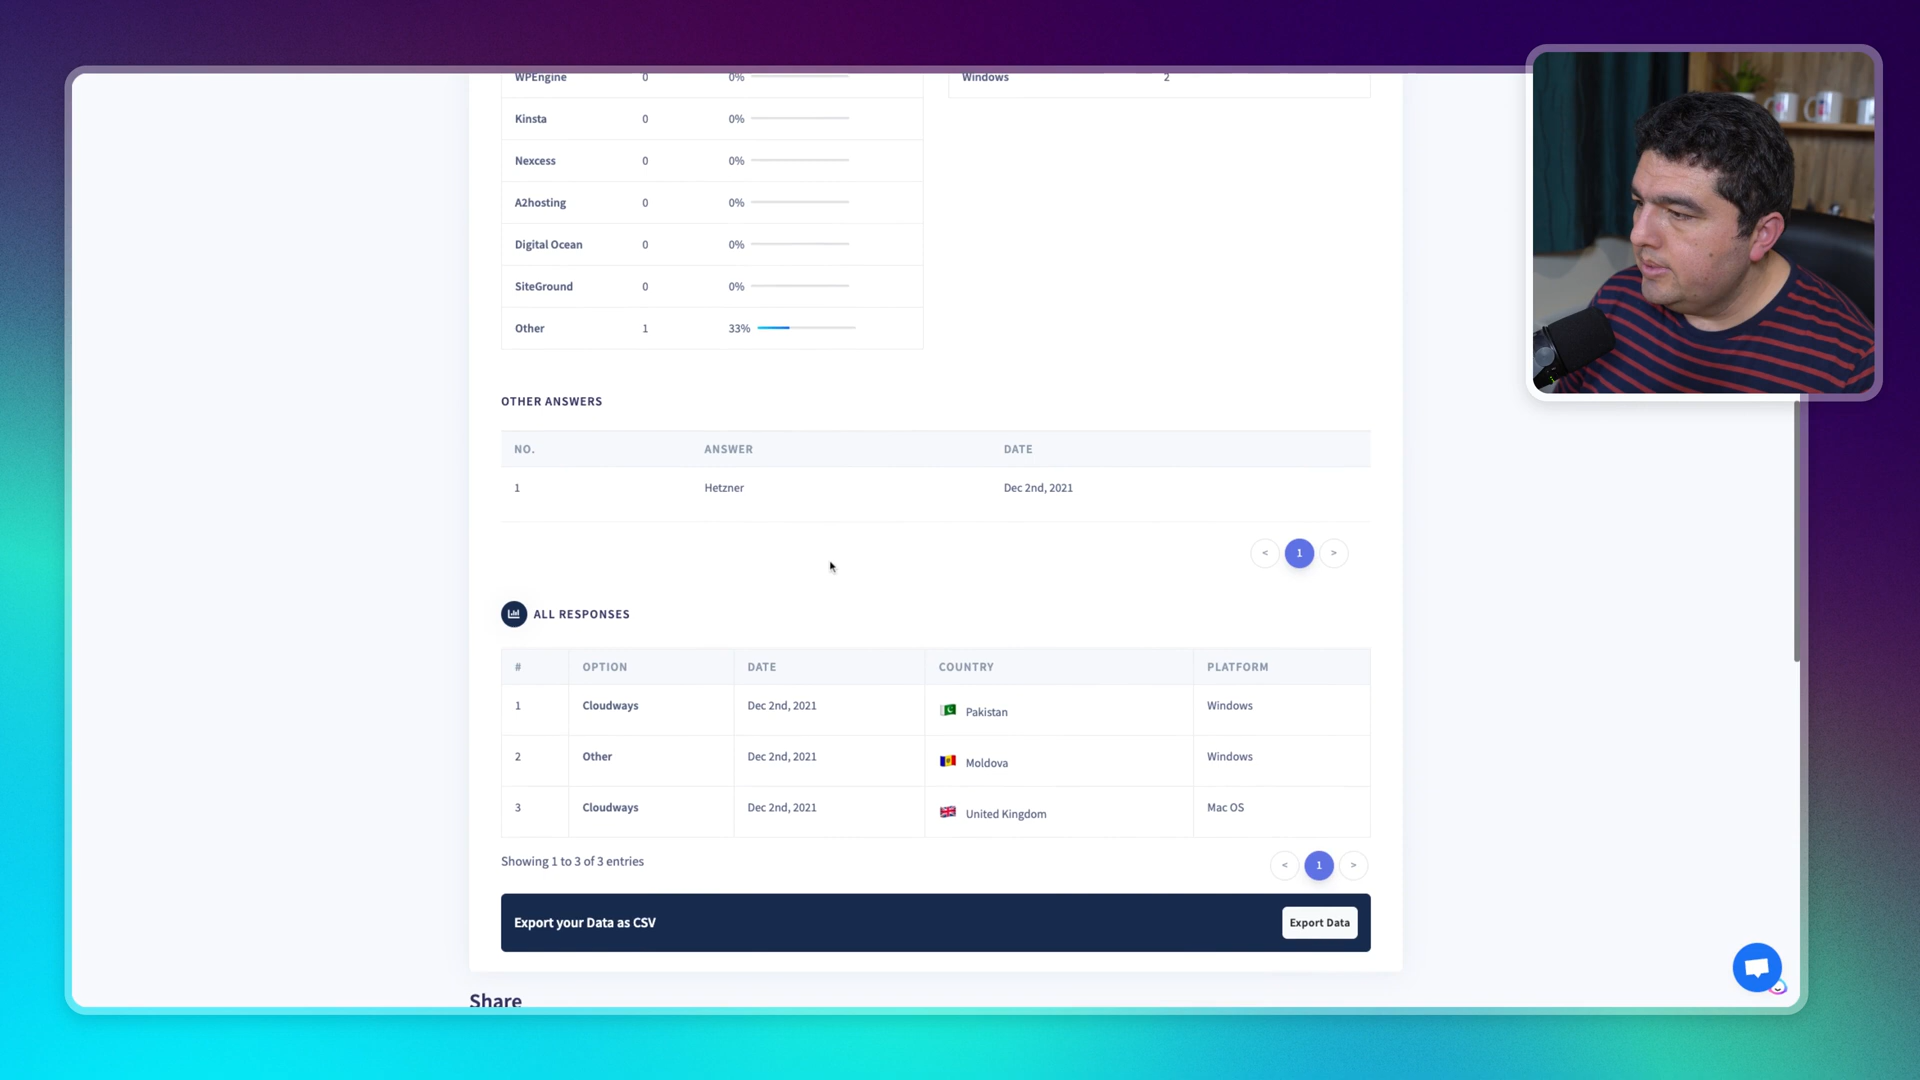 WPEngine 0 0% Windows 2
Kinsta 0 0%
Nexcess 0 0%
A2hosting 0 0%
Digital Ocean 0 0%
SiteGround 0 0%
Other 1 33%
OTHER ANSWERS
NO. ANSWER DATE
1 Hetzner Dec 2nd, 2021
< 1 >
ALL RESPONSES
# OPTION DATE COUNTRY PLATFORM
1 Cloudways Dec 2nd, 2021 Pakistan Windows
2 Other Dec 2nd, 2021 Moldova Windows
3 Cloudways Dec 2nd, 2021 United Kingdom Mac OS
Showing 1 to 3 of 3 entries < 1 >
Export your Data as CSV Export Data
Share